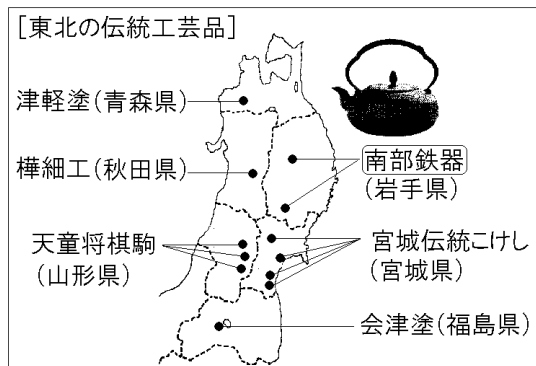 [東北の伝統工芸品]
津軽塗(青森県)
樺細工(秋田県)
南部鉄器
(岩手県)
天童将棋駒
(山形県)
宮城伝統こけし
(宮城県)
会津塗(福島県)